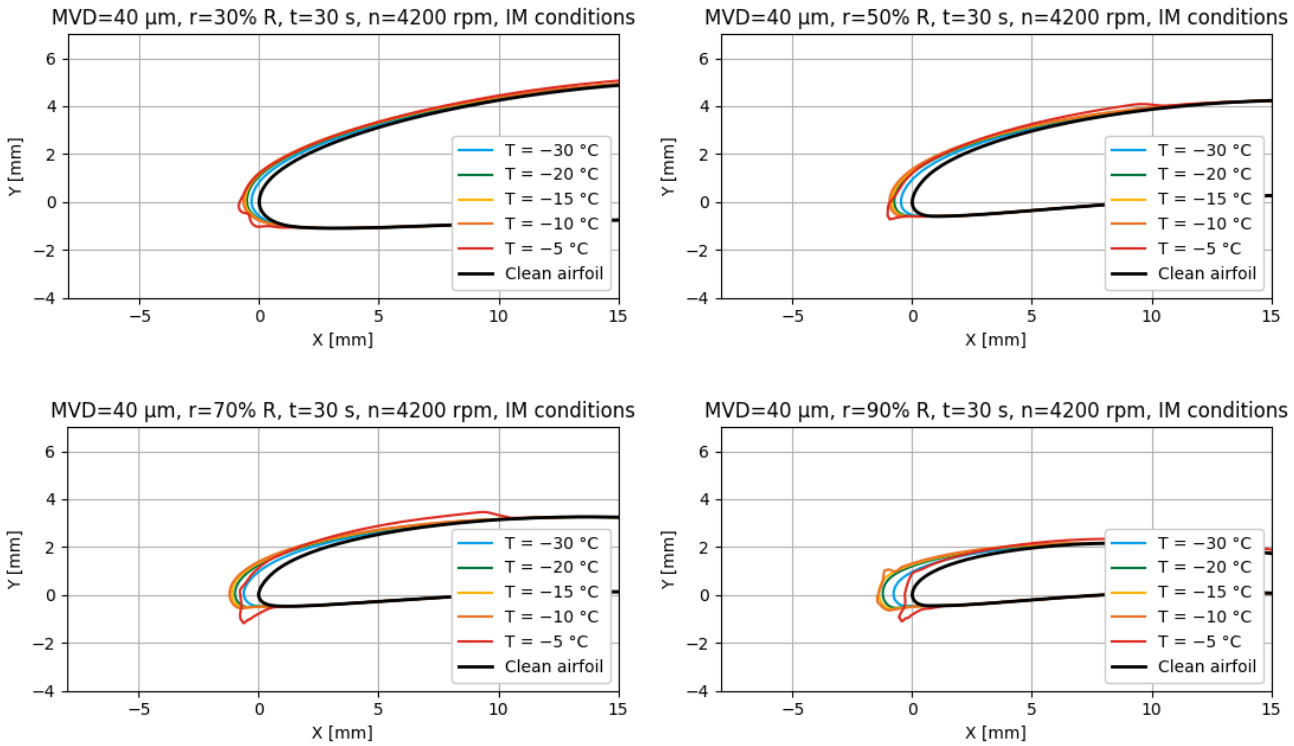 MVD=40 μm, r=30% R, t=30 s, n=4200 rpm, IM conditions
6
4
2
0
−2
−4
Y [mm]
−5
0
5
10
15
X [mm]
T = −30 °C
T = −20 °C
T = −15 °C
T = −10 °C
T = −5 °C
Clean airfoil
MVD=40 μm, r=50% R, t=30 s, n=4200 rpm, IM conditions
6
4
2
0
−2
−4
Y [mm]
−5
0
5
10
15
X [mm]
T = −30 °C
T = −20 °C
T = −15 °C
T = −10 °C
T = −5 °C
Clean airfoil
MVD=40 μm, r=70% R, t=30 s, n=4200 rpm, IM conditions
6
4
2
0
−2
−4
Y [mm]
−5
0
5
10
15
X [mm]
T = −30 °C
T = −20 °C
T = −15 °C
T = −10 °C
T = −5 °C
Clean airfoil
MVD=40 μm, r=90% R, t=30 s, n=4200 rpm, IM conditions
6
4
2
0
−2
−4
Y [mm]
−5
0
5
10
15
X [mm]
T = −30 °C
T = −20 °C
T = −15 °C
T = −10 °C
T = −5 °C
Clean airfoil